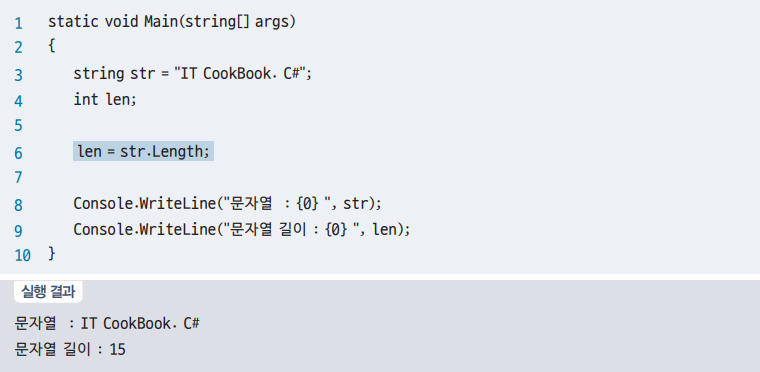 1 static void Main(string[] args)
2 {
3 string str = "IT CookBook. C#";
4 int len;
5
6 len = str.Length;
7
8 Console.WriteLine("문자열  : {0} ", str);
9 Console.WriteLine("문자열 길이 : {0} ", len);
10 }
실행 결과
문자열  : IT CookBook. C#
문자열 길이 : 15